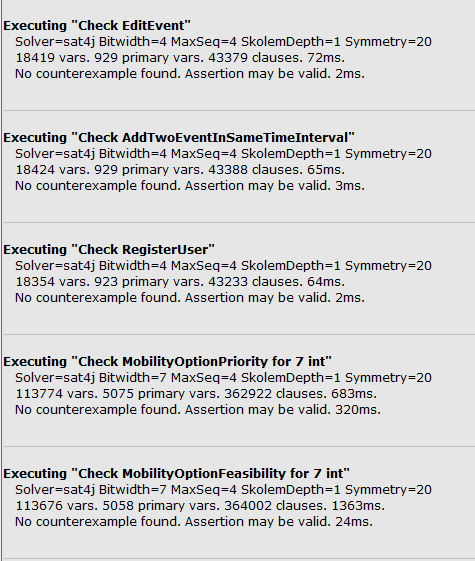 Executing "Check EditEvent"
Solver=sat4j Bitwidth=4 MaxSeq=4 SkolemDepth=1 Symmetry=20
18419 vars. 929 primary vars. 43379 clauses. 72ms.
No counterexample found. Assertion may be valid. 2ms.
Executing "Check AddTwoEventInSameTimeInterval"
Solver=sat4j Bitwidth=4 MaxSeq=4 SkolemDepth=1 Symmetry=20
18424 vars. 929 primary vars. 43388 clauses. 65ms.
No counterexample found. Assertion may be valid. 3ms.
Executing "Check RegisterUser"
Solver=sat4j Bitwidth=4 MaxSeq=4 SkolemDepth=1 Symmetry=20
18354 vars. 923 primary vars. 43233 clauses. 64ms.
No counterexample found. Assertion may be valid. 2ms.
Executing "Check MobilityOptionPriority for 7 int"
Solver=sat4j Bitwidth=7 MaxSeq=4 SkolemDepth=1 Symmetry=20
113774 vars. 5075 primary vars. 362922 clauses. 683ms.
No counterexample found. Assertion may be valid. 320ms.
Executing "Check MobilityOptionFeasibility for 7 int"
Solver=sat4j Bitwidth=7 MaxSeq=4 SkolemDepth=1 Symmetry=20
113676 vars. 5058 primary vars. 364002 clauses. 1363ms.
No counterexample found. Assertion may be valid. 24ms.